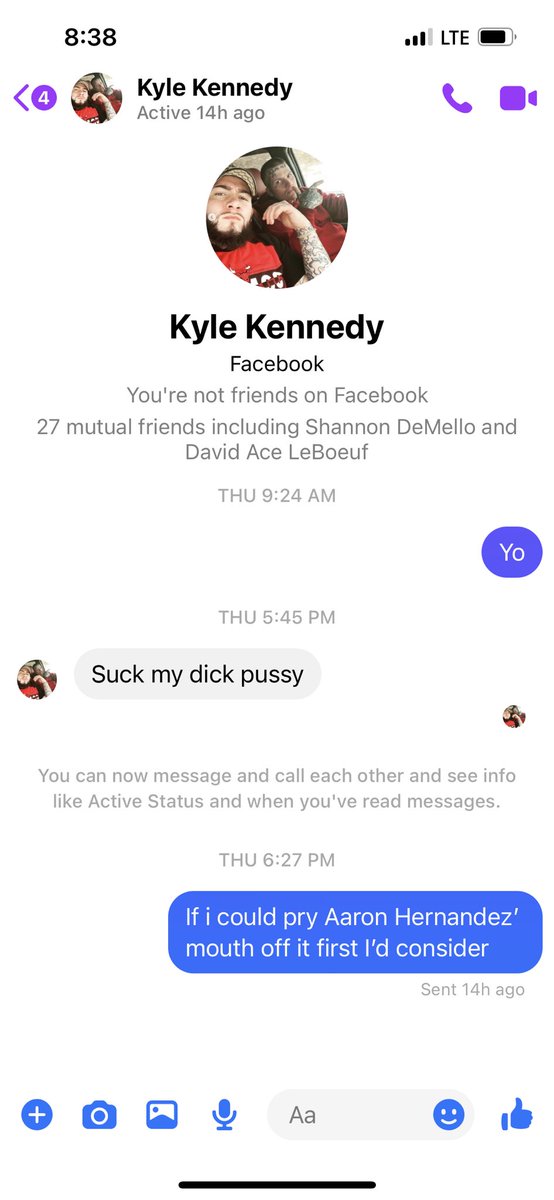 8:38
LTE
4
Kyle Kennedy
Active 14h ago
Kyle Kennedy
Facebook
You're not friends on Facebook
27 mutual friends including Shannon DeMello and
David Ace LeBoeuf
THU 9:24 AM
Yo
THU 5:45 PM
Suck my dick pussy
You can now message and call each other and see info
like Active Status and when you've read messages.
THU 6:27 PM
If i could pry Aaron Hernandez’
mouth off it first I’d consider
Sent 14h ago
Aa